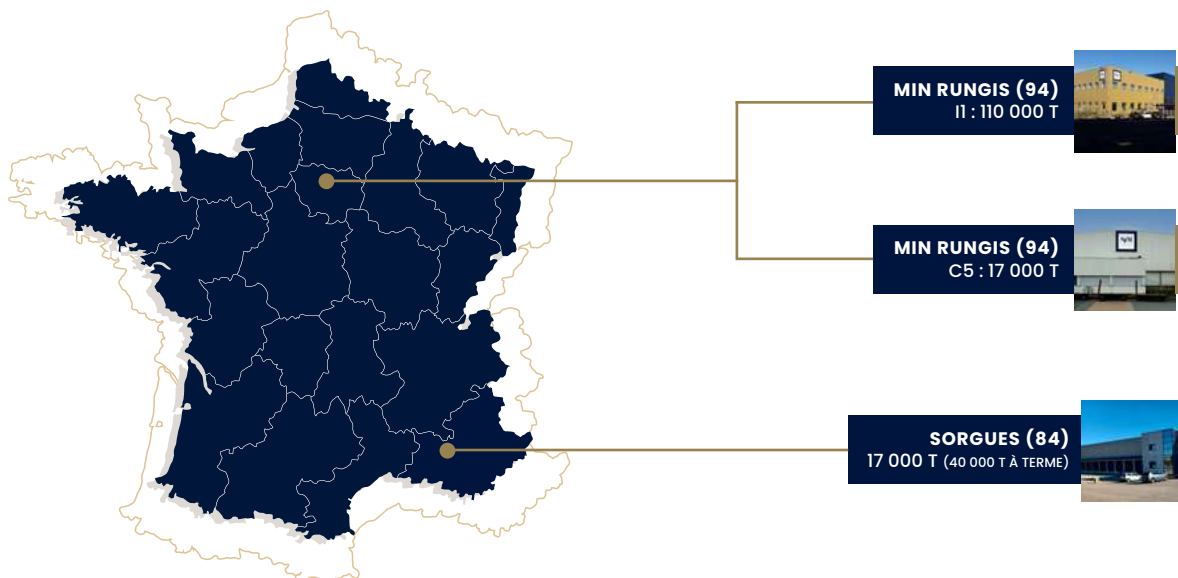 MIN RUNGIS (94)
I1 : 110 000 T
MIN RUNGIS (94)
C5 : 17 000 T
SORGUES (84)
17 000 T (40 000 T À TERME)